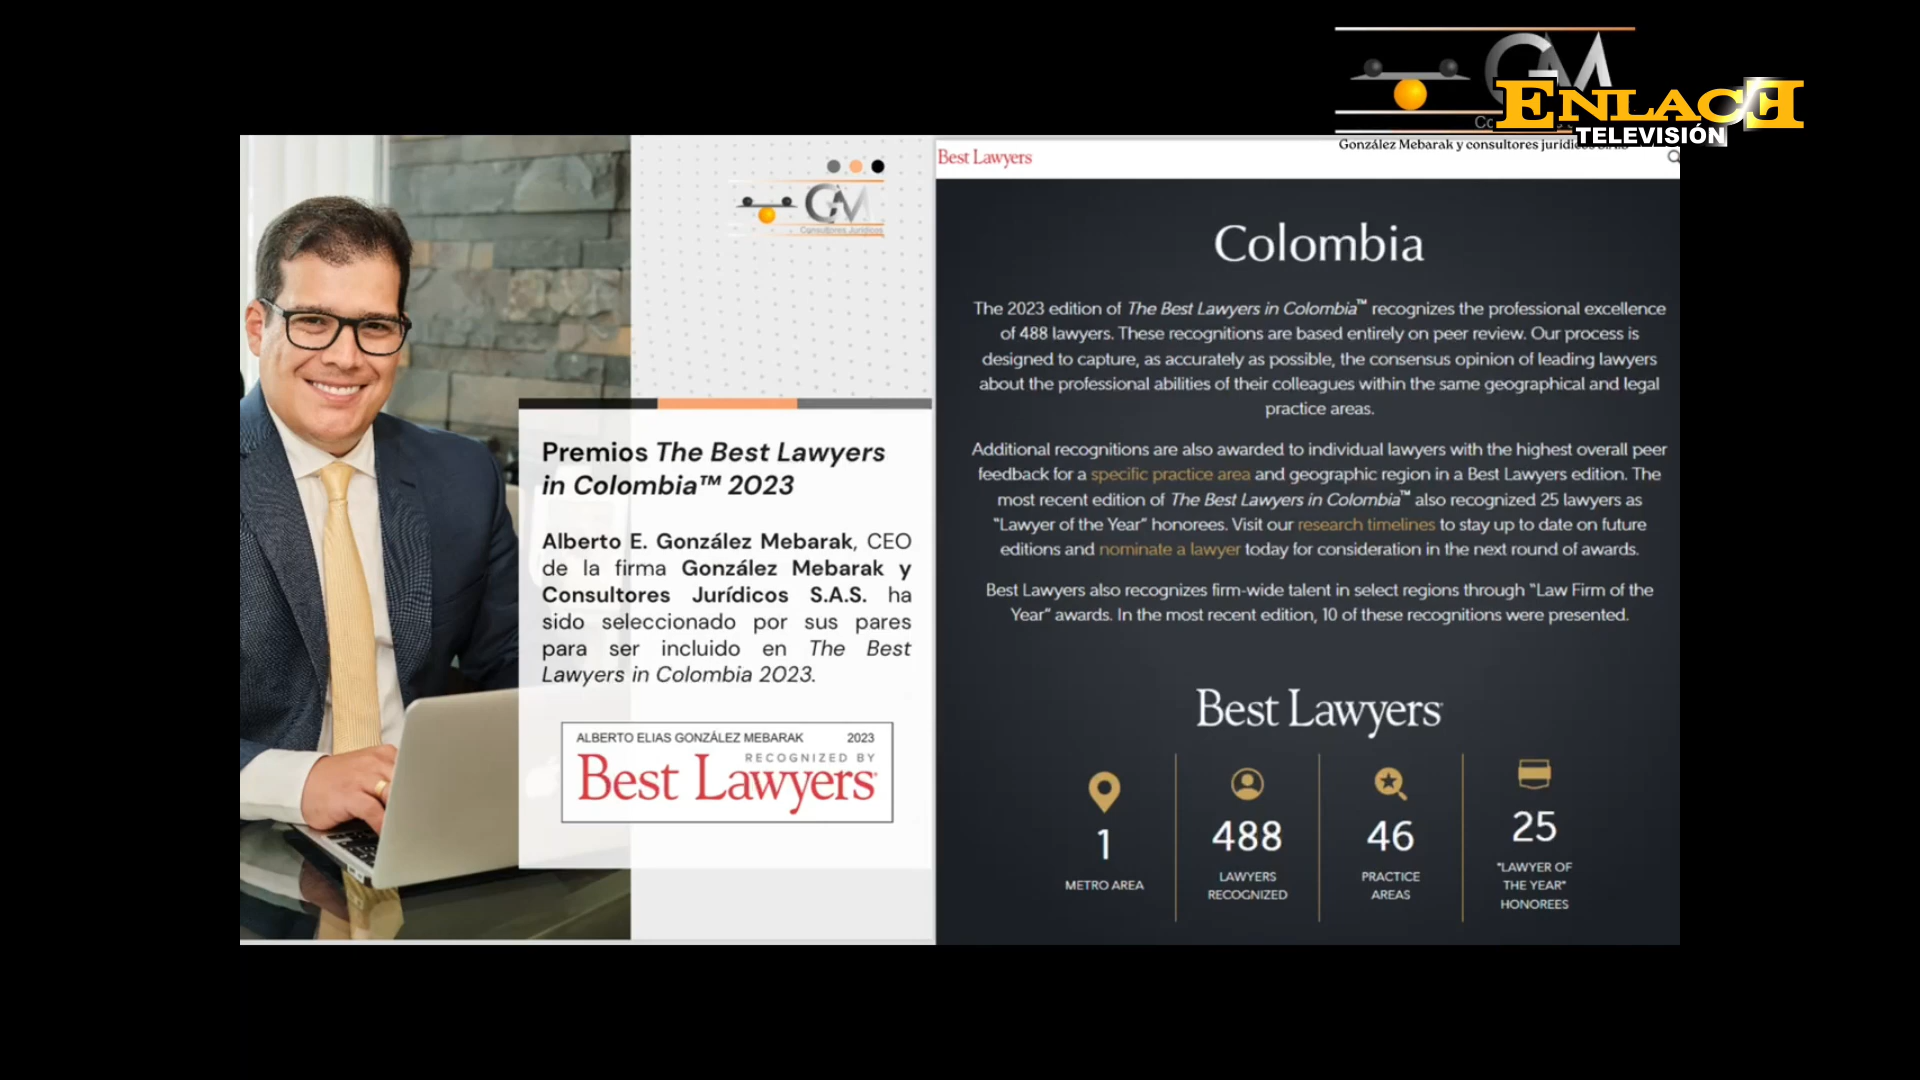 GM
ENLACE
TELEVISIÓN
González Mebarak y consultores juridicos S.A.S
GM
Consultores Jurídicos
Premios The Best Lawyers
in Colombia™ 2023
Alberto E. González Mebarak, CEO
de la firma González Mebarak y
Consultores Jurídicos S.A.S. ha
sido seleccionado por sus pares
para ser incluido en The Best
Lawyers in Colombia 2023.
ALBERTO ELIAS GONZÁLEZ MEBARAK 2023
RECOGNIZED BY
Best Lawyers
Best Lawyers
Colombia
The 2023 edition of The Best Lawyers in Colombia™ recognizes the professional excellence
of 488 lawyers. These recognitions are based entirely on peer review. Our process is
designed to capture, as accurately as possible, the consensus opinion of leading lawyers
about the professional abilities of their colleagues within the same geographical and legal
practice areas.
Additional recognitions are also awarded to individual lawyers with the highest overall peer
feedback for a specific practice area and geographic region in a Best Lawyers edition. The
most recent edition of The Best Lawyers in Colombia™ also recognized 25 lawyers as
"Lawyer of the Year" honorees. Visit our research timelines to stay up to date on future
editions and nominate a lawyer today for consideration in the next round of awards.
Best Lawyers also recognizes firm-wide talent in select regions through "Law Firm of the
Year" awards. In the most recent edition, 10 of these recognitions were presented.
Best Lawyers
1
METRO AREA
488
LAWYERS
RECOGNIZED
46
PRACTICE
AREAS
25
"LAWYER OF
THE YEAR"
HONOREES